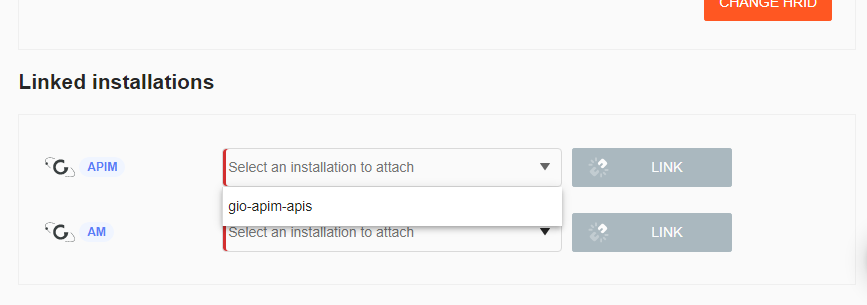 CHANGE HRID
Linked installations
APIM
Select an installation to attach
LINK
gio-apim-apis
AM
Select an installation to attach
LINK